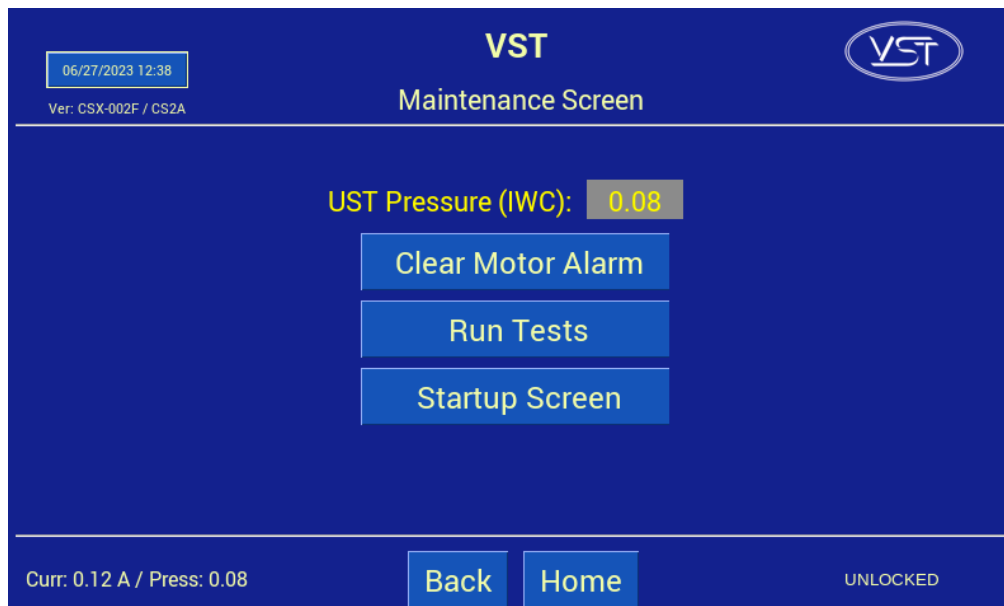 VST
06/27/2023 12:38
VST
Ver: CSX-002F / CS2A
Maintenance Screen
UST Pressure (IWC): 0.08
Clear Motor Alarm
Run Tests
Startup Screen
Curr: 0.12 A / Press: 0.08
Back
Home
UNLOCKED